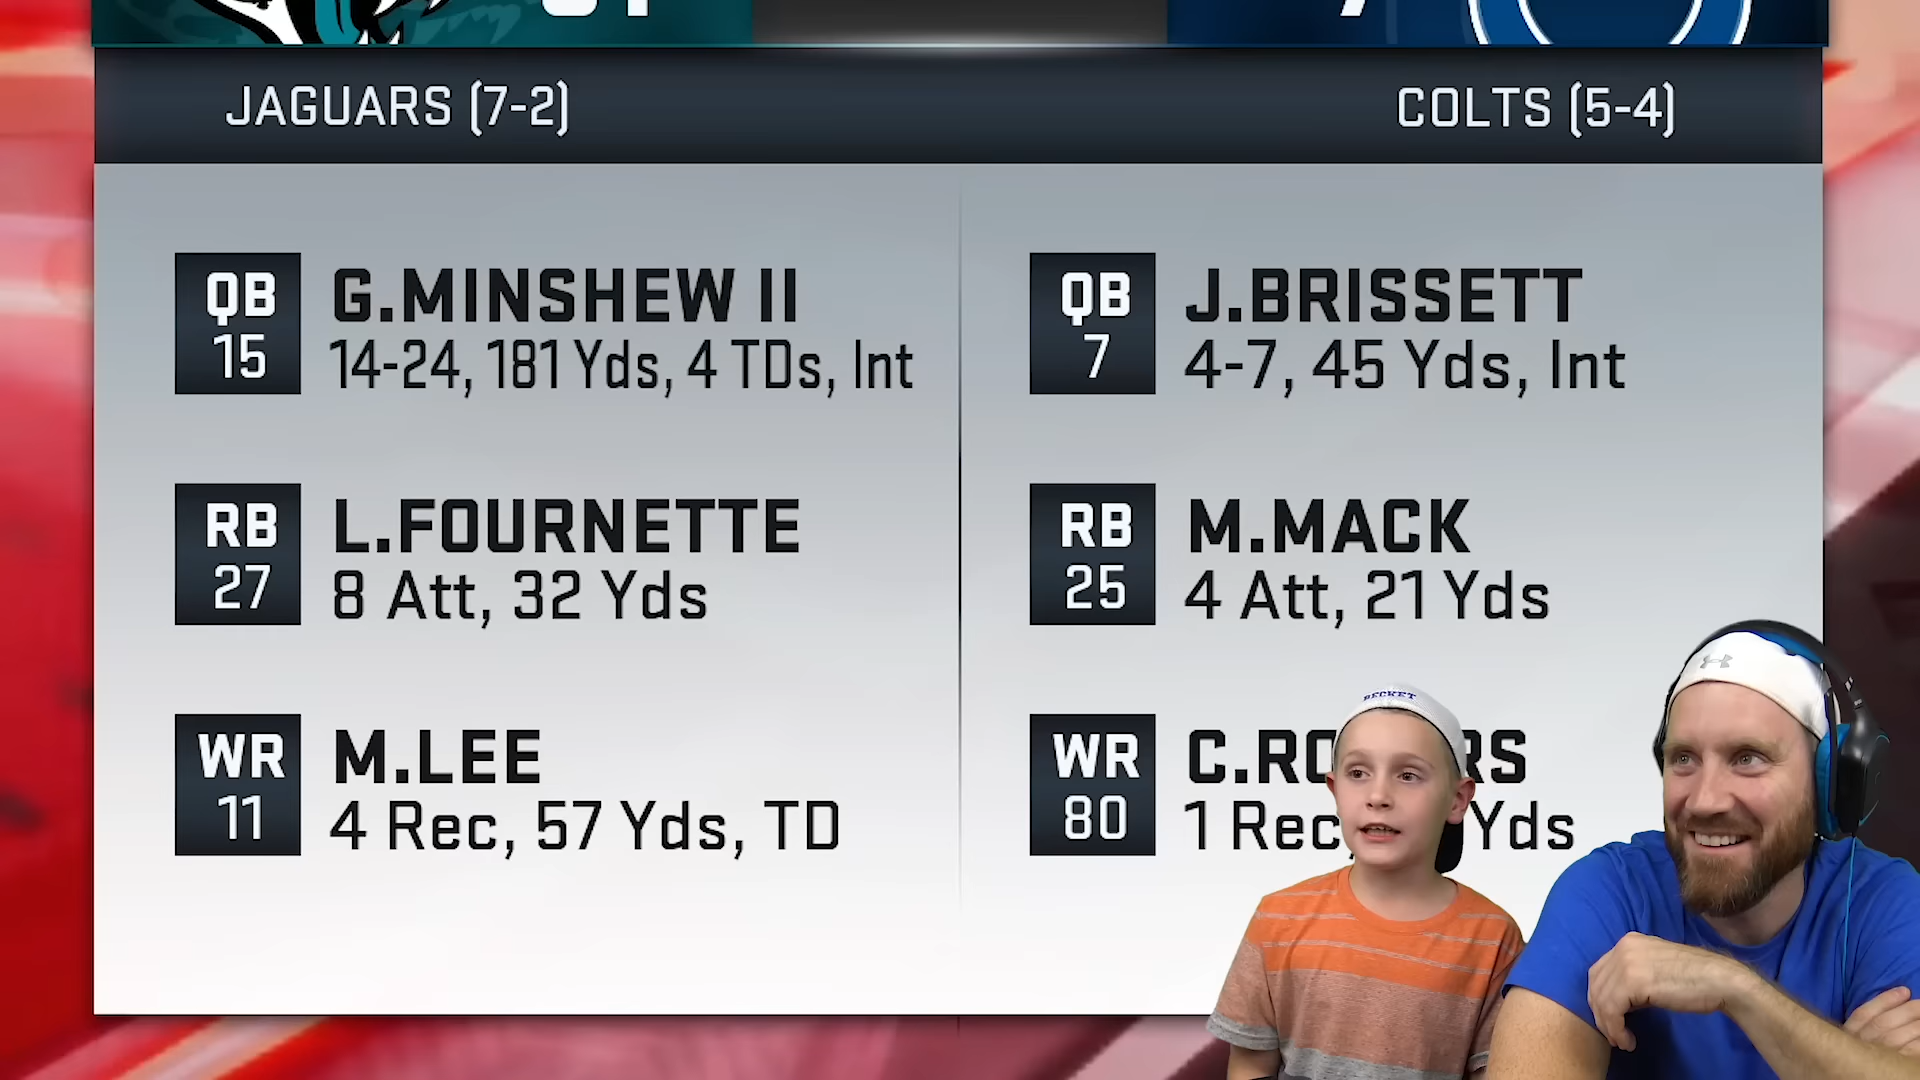 JAGUARS (7-2)
COLTS (5-4)
QB
15
G.MINSHEW II
14-24, 181 Yds, 4 TDs, Int
QB
7
J.BRISSETT
4-7, 45 Yds, Int
RB
27
L.FOURNETTE
8 Att, 32 Yds
RB
25
M.MACK
4 Att, 21 Yds
WR
11
M.LEE
4 Rec, 57 Yds, TD
WR
80
1 Rec, Yds
BECKET